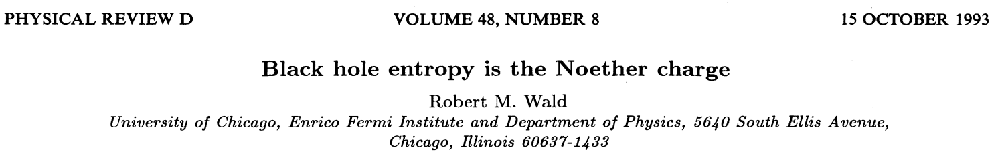 PHYSICAL REVIEW D VOLUME 48, NUMBER 8 15 OCTOBER 1993
Black hole entropy is the Noether charge
Robert M. Wald
University of Chicago, Enrico Fermi Institute and Department of Physics, 5640 South Ellis Avenue,
Chicago, Illinois 60637-1433